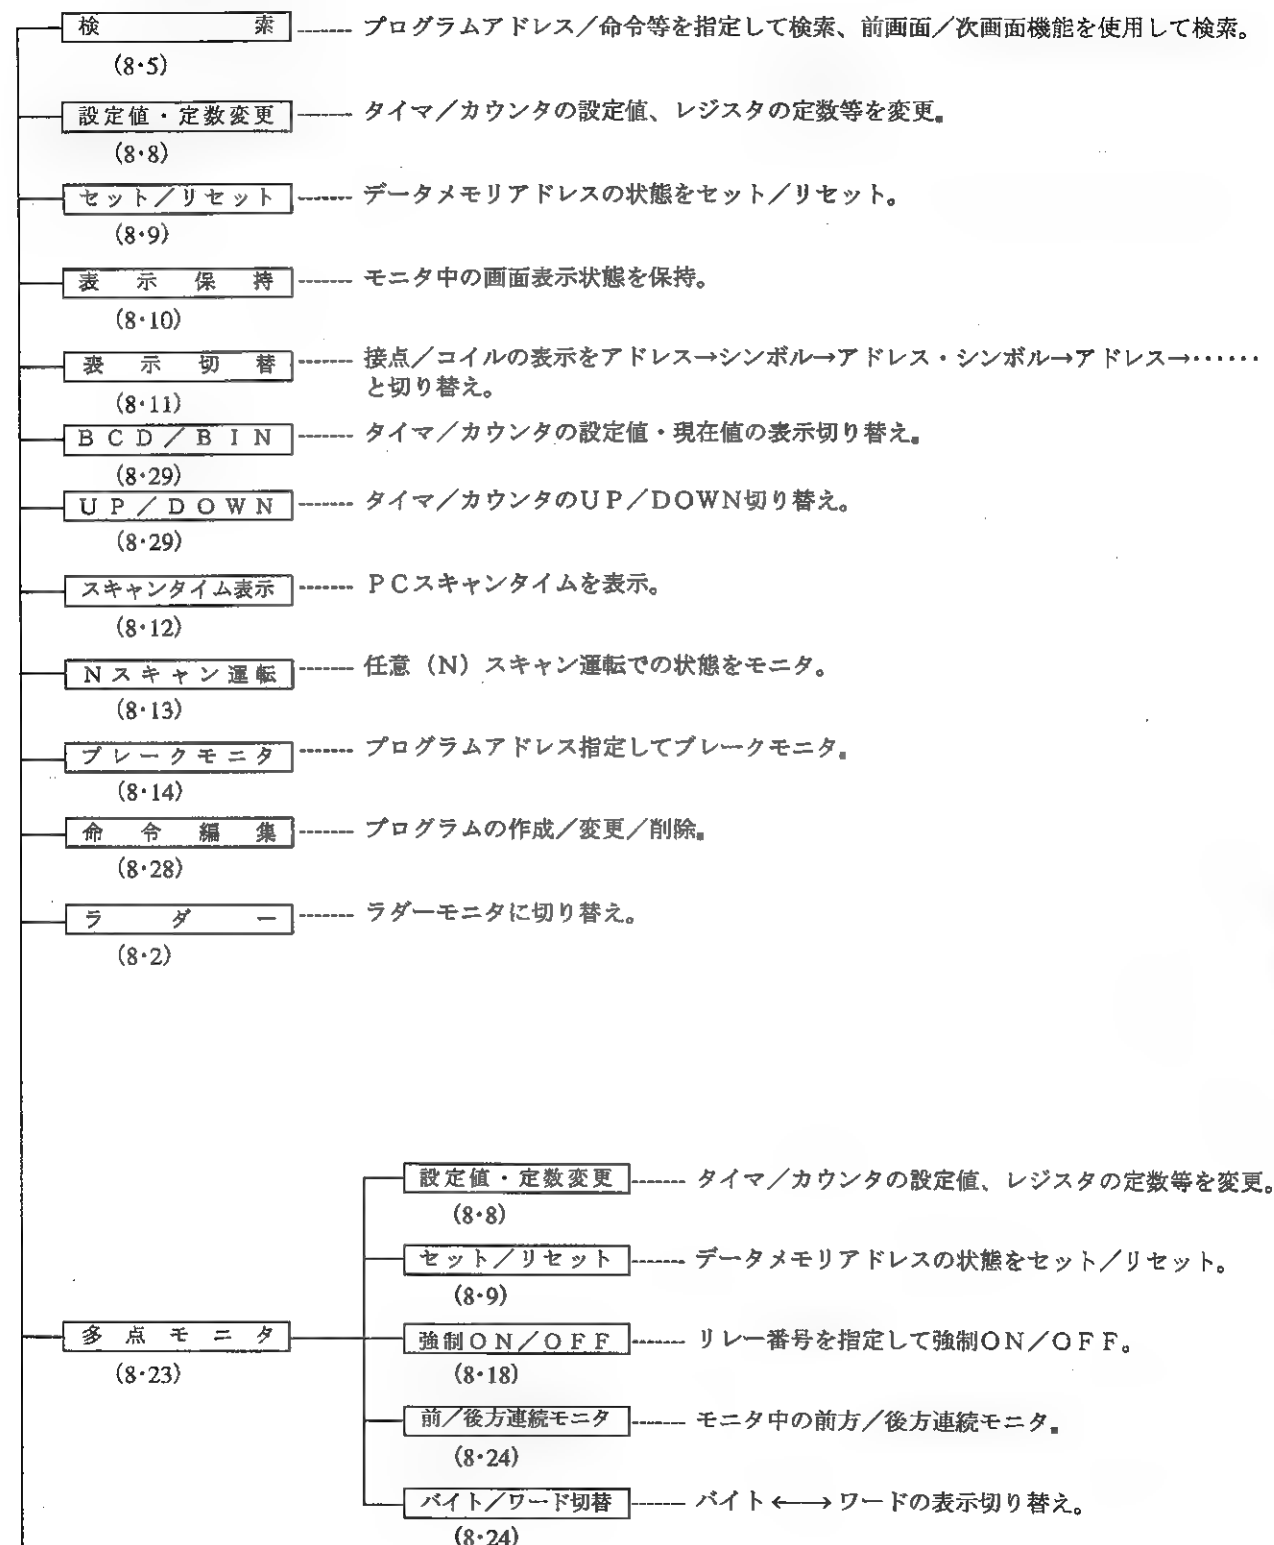 検索 ------- プログラムアドレス／命令等を指定して検索、前画面／次画面機能を使用して検索。
(8・5)
設定値・定数変更 ------- タイマ／カウンタの設定値、レジスタの定数等を変更。
(8・8)
セット／リセット ------- データメモリアドレスの状態をセット／リセット。
(8・9)
表示保持 ------- モニタ中の画面表示状態を保持。
(8・10)
表示切替 ------- 接点／コイルの表示をアドレス→シンボル→アドレス・シンボル→アドレス→‥‥‥
と切り替え。
(8・11)
ＢＣＤ／ＢＩＮ ------- タイマ／カウンタの設定値・現在値の表示切り替え。
(8・29)
ＵＰ／ＤＯＷＮ ------- タイマ／カウンタのＵＰ／ＤＯＷＮ切り替え。
(8・29)
スキャンタイム表示 ------- ＰＣスキャンタイムを表示。
(8・12)
Ｎスキャン運転 ------- 任意（Ｎ）スキャン運転での状態をモニタ。
(8・13)
ブレークモニタ ------- プログラムアドレス指定してブレークモニタ。
(8・14)
命令編集 ------- プログラムの作成／変更／削除。
(8・28)
ラダー ------- ラダーモニタに切り替え。
(8・2)
設定値・定数変更 ------- タイマ／カウンタの設定値、レジスタの定数等を変更。
(8・8)
セット／リセット ------- データメモリアドレスの状態をセット／リセット。
(8・9)
多点モニタ
(8・23)
強制ＯＮ／ＯＦＦ ------- リレー番号を指定して強制ＯＮ／ＯＦＦ。
(8・18)
前／後方連続モニタ ------- モニタ中の前方／後方連続モニタ。
(8・24)
バイト／ワード切替 ------- バイト←→ワードの表示切り替え。
(8・24)